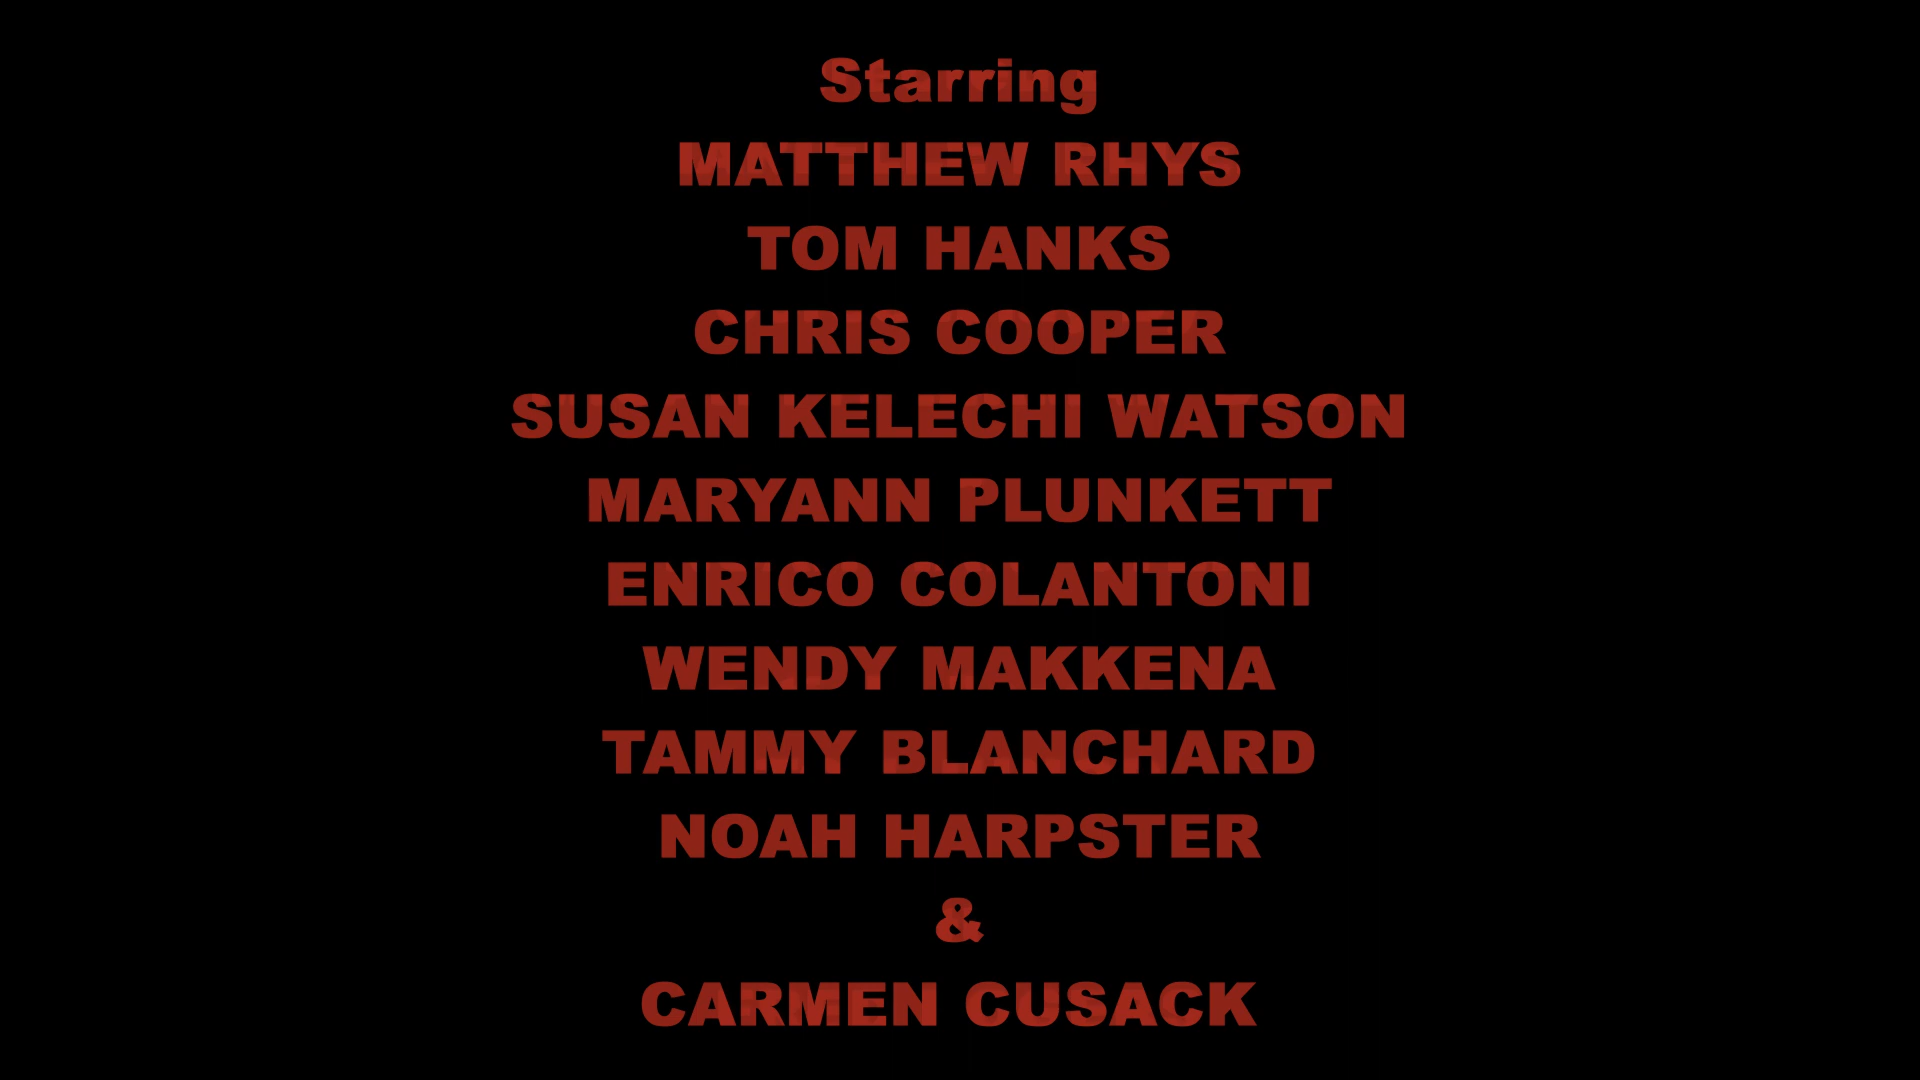 Starring
MATTHEW RHYS
TOM HANKS
CHRIS COOPER
SUSAN KELECHI WATSON
MARYANN PLUNKETT
ENRICO COLANTONI
WENDY MAKKENA
TAMMY BLANCHARD
NOAH HARPSTER
&
CARMEN CUSACK